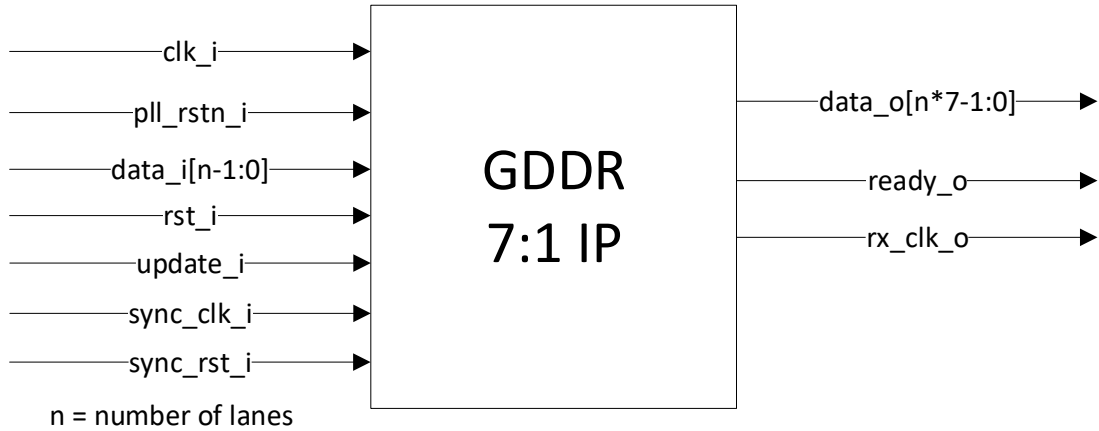 clk_i
pll_rstn_i
data_i[n-1:0]
rst_i
update_i
sync_clk_i
sync_rst_i
n = number of lanes
GDDR
7:1 IP
data_o[n*7-1:0]
ready_o
rx_clk_o